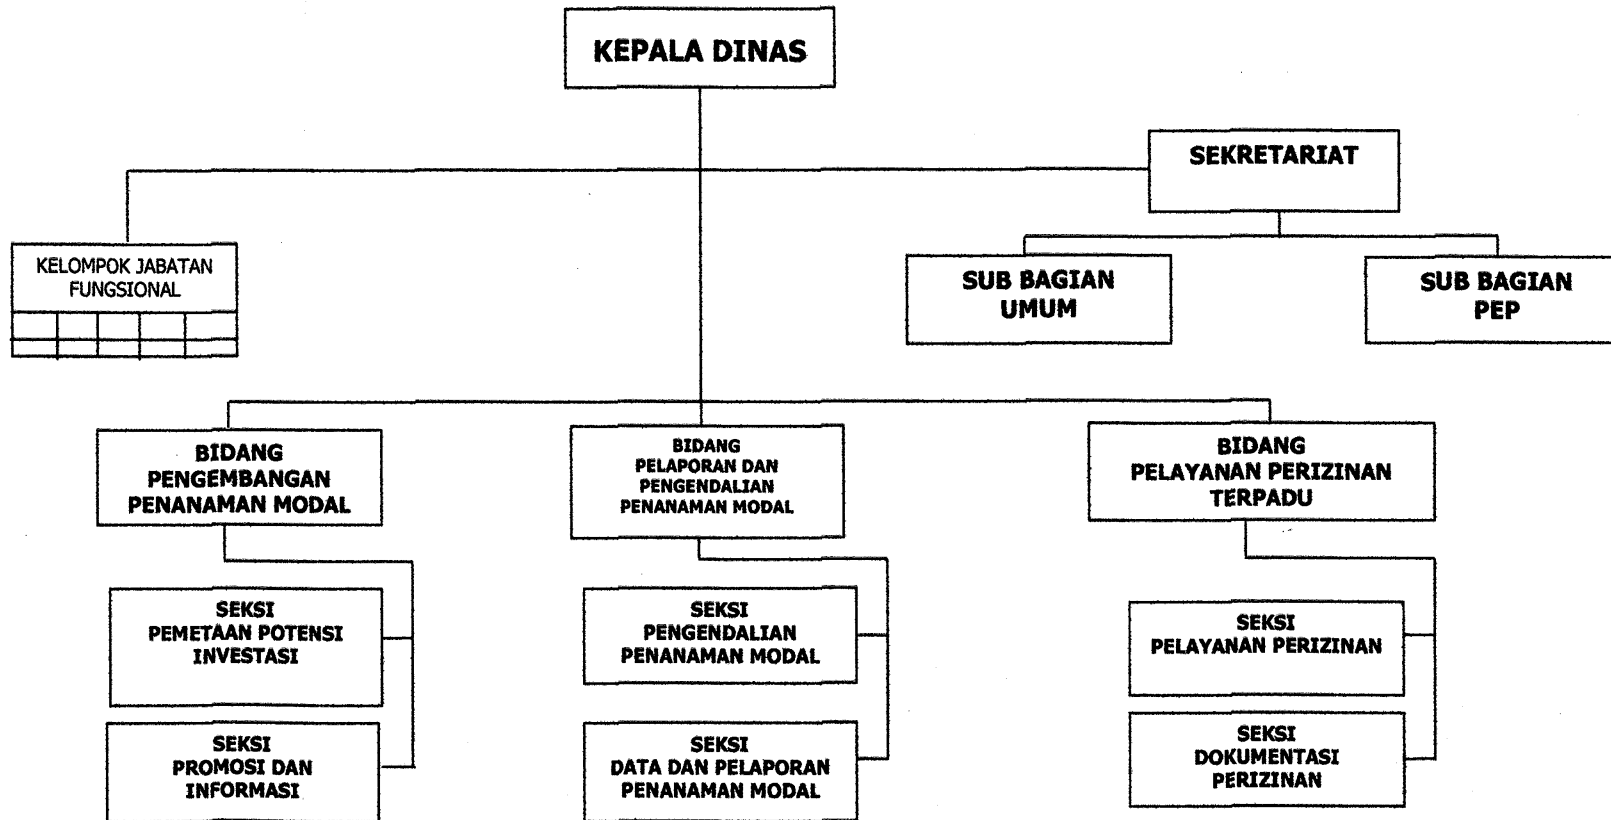 KEPALA DINAS
SEKRETARIAT
KELOMPOK JABATAN
FUNGSIONAL
SUB BAGIAN
UMUM
SUB BAGIAN
PEP
BIDANG
PENGEMBANGAN
PENANAMAN MODAL
BIDANG
PELAPORAN DAN
PENGENDALIAN
PENANAMAN MODAL
BIDANG
PELAYANAN PERIZINAN
TERPADU
SEKSI
PEMETAAN POTENSI
INVESTASI
SEKSI
PENGENDALIAN
PENANAMAN MODAL
SEKSI
PELAYANAN PERIZINAN
SEKSI
PROMOSI DAN
INFORMASI
SEKSI
DATA DAN PELAPORAN
PENANAMAN MODAL
SEKSI
DOKUMENTASI
PERIZINAN